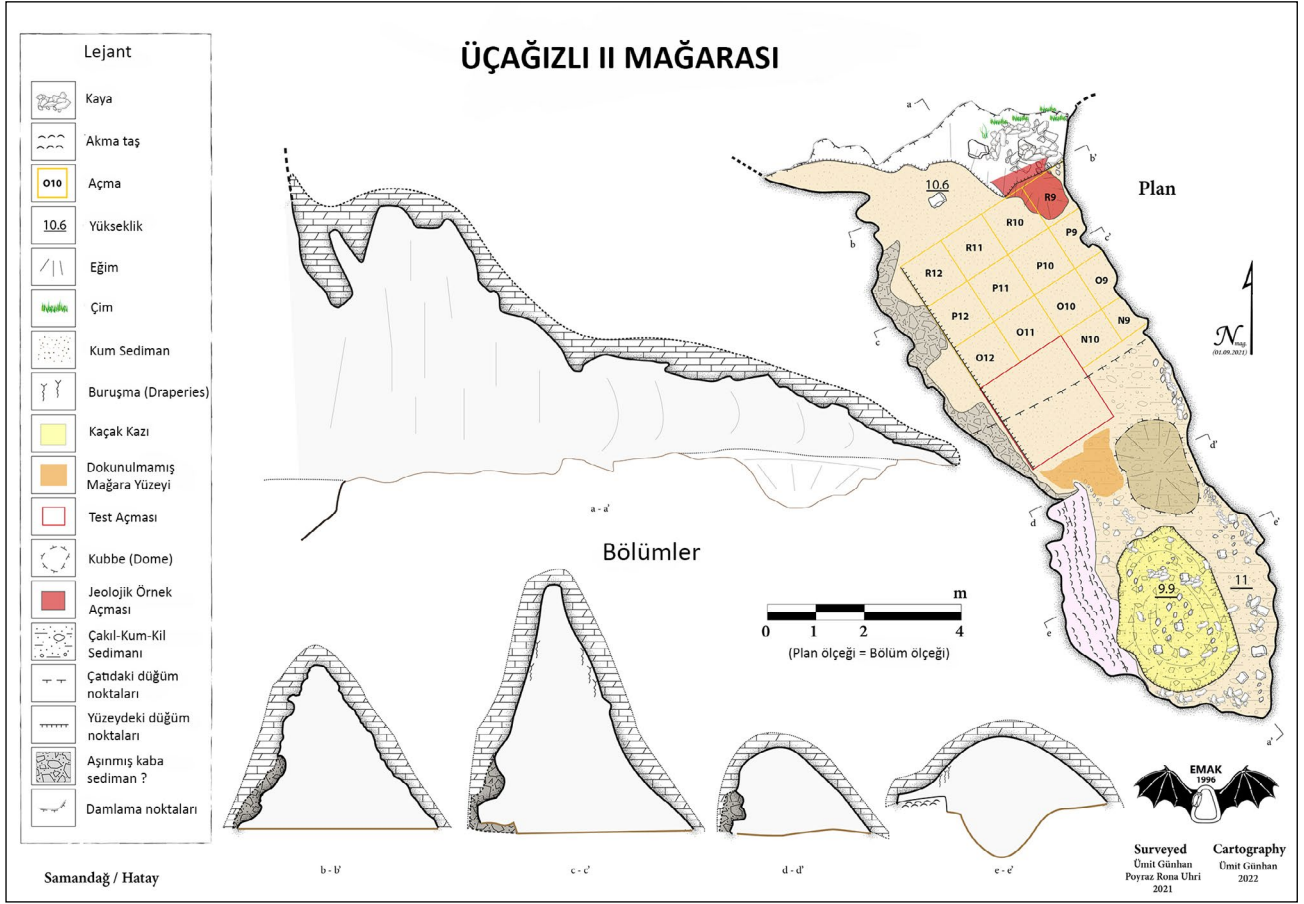 ÜÇAĞIZLI II MAĞARASI
Lejant
Kaya
Akma taş
O10
Açma
10.6
Yükseklik
Eğim
Çim
Kum Sediman
Buruşma (Draperies)
Kaçak Kazı
Dokunulmamış
Mağara Yüzeyi
Test Açması
Kubbe (Dome)
Jeolojik Örnek
Açması
Çakıl-Kum-Kil
Sedimanı
Çatıdaki düğüm
noktaları
Yüzeydeki düğüm
noktaları
Aşınmış kaba
sediman ?
Damlama noktaları
Samandağ / Hatay
a - a'
Bölümler
b - b'
c - c'
d - d'
e - e'
m
0 1 2 4
(Plan ölçeği = Bölüm ölçeği)
Plan
a
b'
10.6
R9
R10
P9
c'
b
R11
P10
O9
R12
P11
O10
N9
P12
O11
N10
c
O12
d'
d
e'
e
9.9
11
a'
N mag.
(01.09.2021)
EMAK
1996
Surveyed
Ümit Günhan
Poyraz Rona Uhri
2021
Cartography
Ümit Günhan
2022